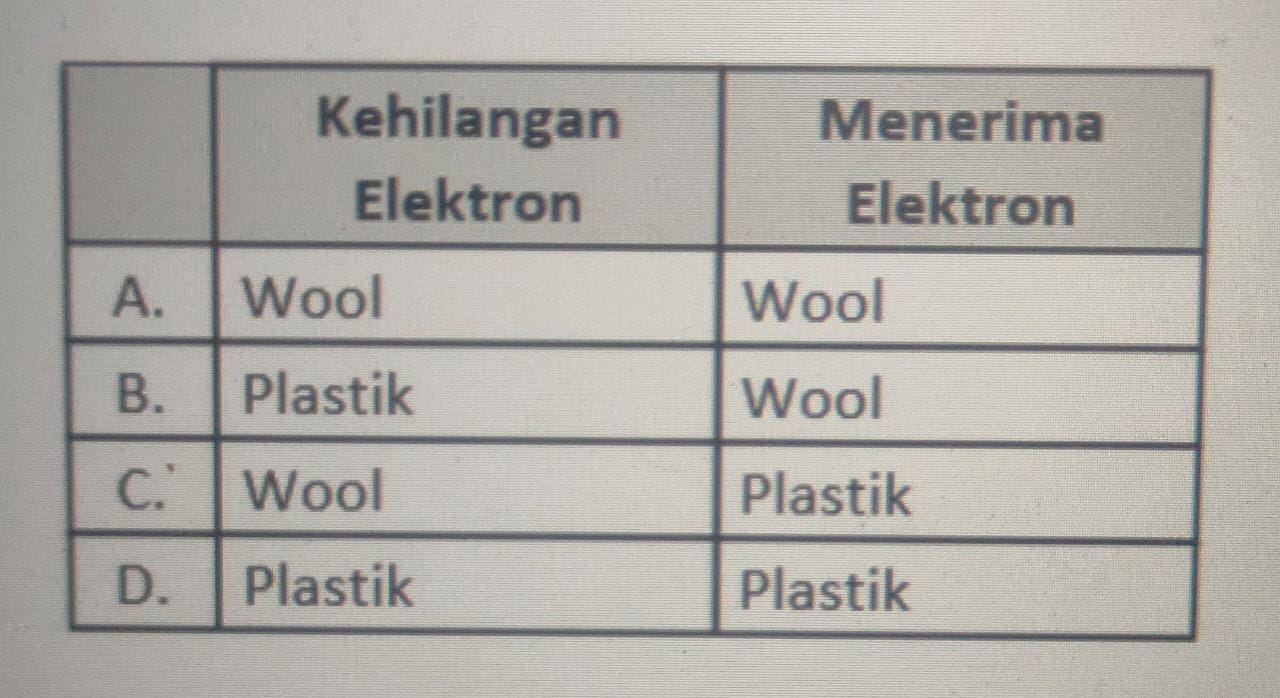 Kehilangan Menerima
Elektron Elektron
A. Wool Wool
B. Plastik Wool
C. Wool Plastik
D. Plastik Plastik